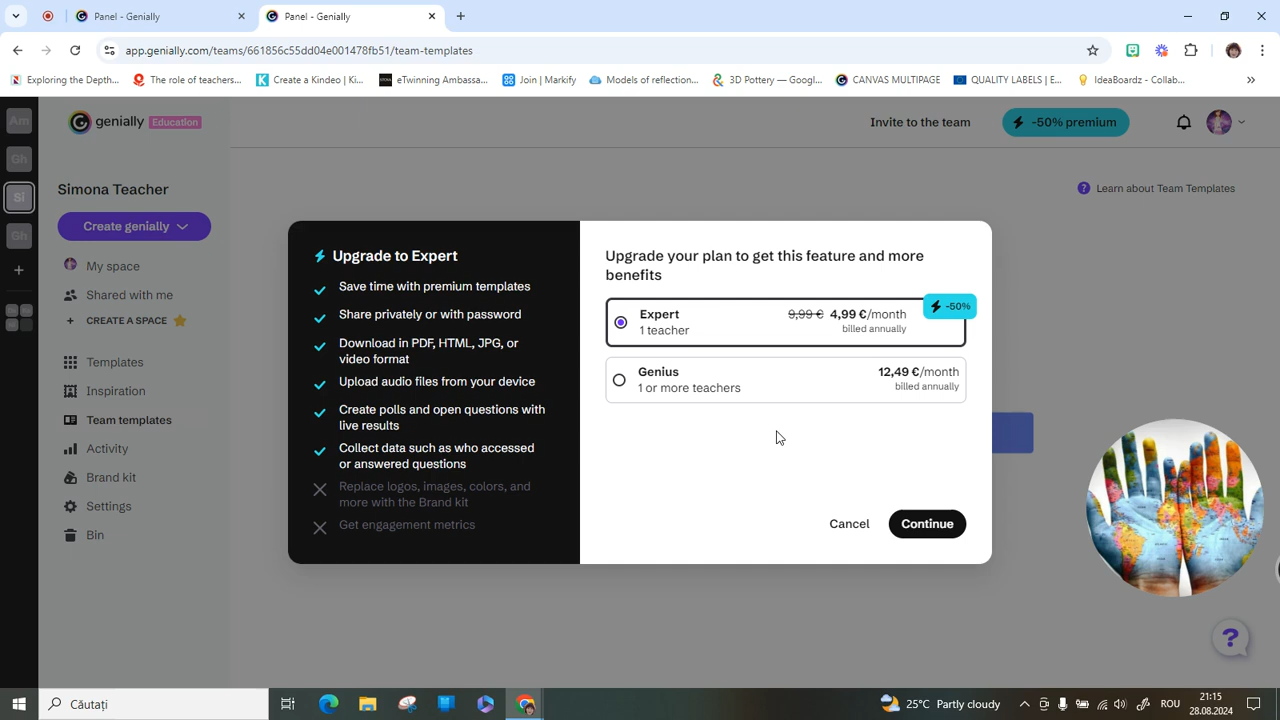 Panel - Genially
Panel - Genially
app.genially.com/teams/661856c55dd04e001478fb51/team-templates
Exploring the Depth...
The role of teachers...
Create a Kindeo | Ki...
eTwinning Ambassa...
Join | Markify
Models of reflection...
3D Pottery — Googl...
CANVAS MULTIPAGE
QUALITY LABELS | E...
IdeaBoardz - Collab...
Am
Gh
Si
Gh
genially Education
Invite to the team
-50% premium
Simona Teacher
Learn about Team Templates
Create genially
My space
Shared with me
CREATE A SPACE
Templates
Inspiration
Team templates
Activity
Brand kit
Settings
Bin
Upgrade to Expert
Save time with premium templates
Share privately or with password
Download in PDF, HTML, JPG, or
video format
Upload audio files from your device
Create polls and open questions with
live results
Collect data such as who accessed
or answered questions
Replace logos, images, colors, and
more with the Brand kit
Get engagement metrics
Upgrade your plan to get this feature and more
benefits
-50%
Expert
9,99 € 4,99 €/month
1 teacher
billed annually
Genius
12,49 €/month
1 or more teachers
billed annually
Cancel
Continue
?
Căutați
25°C Partly cloudy
ROU
21:15
28.08.2024